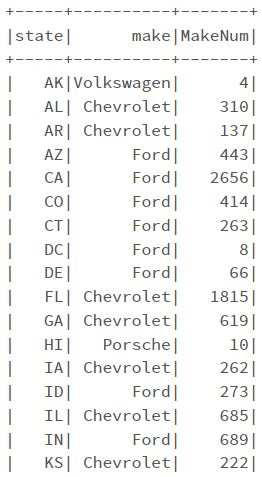 +-----+----------+-------+
|state|      make|MakeNum|
+-----+----------+-------+
|   AK|Volkswagen|      4|
|   AL| Chevrolet|    310|
|   AR| Chevrolet|    137|
|   AZ|      Ford|    443|
|   CA|      Ford|   2656|
|   CO|      Ford|    414|
|   CT|      Ford|    263|
|   DC|      Ford|      8|
|   DE|      Ford|     66|
|   FL| Chevrolet|   1815|
|   GA| Chevrolet|    619|
|   HI|   Porsche|     10|
|   IA| Chevrolet|    262|
|   ID|      Ford|    273|
|   IL| Chevrolet|    685|
|   IN|      Ford|    689|
|   KS| Chevrolet|    222|